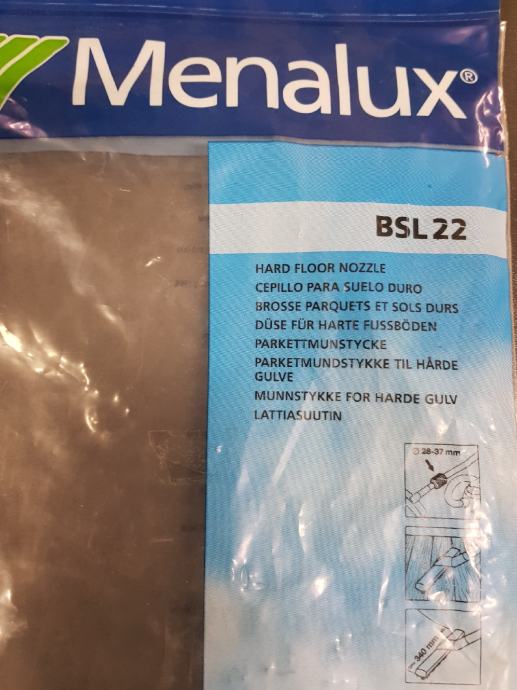 Menalux®
BSL 22
HARD FLOOR NOZZLE
CEPILLO PARA SUELO DURO
BROSSE PARQUETS ET SOLS DURS
DÜSE FÜR HARTE FUSSBÖDEN
PARKETTMUNSTYCKE
PARKETMUNDSTYKKE TIL HÅRDE
GULVE
MUNNSTYKKE FOR HARDE GULV
LATTIASUUTIN
Ø 28-37 mm
340 mm